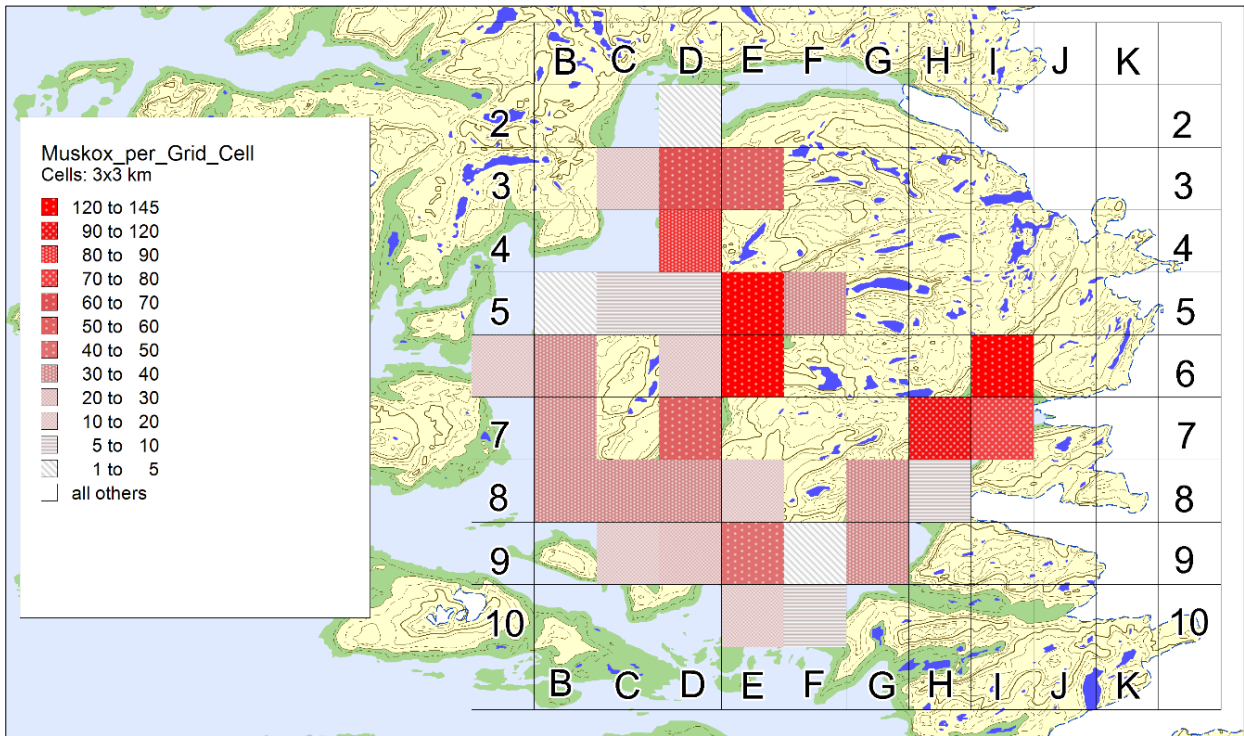 B C D E F G H I J K
2 2
3 3
4 4
5 5
6 6
7 7
8 8
9 9
10 10
B C D E F G H I J K
Muskox_per_Grid_Cell
Cells: 3x3 km
120 to 145
90 to 120
80 to 90
70 to 80
60 to 70
50 to 60
40 to 50
30 to 40
20 to 30
10 to 20
5 to 10
1 to 5
all others